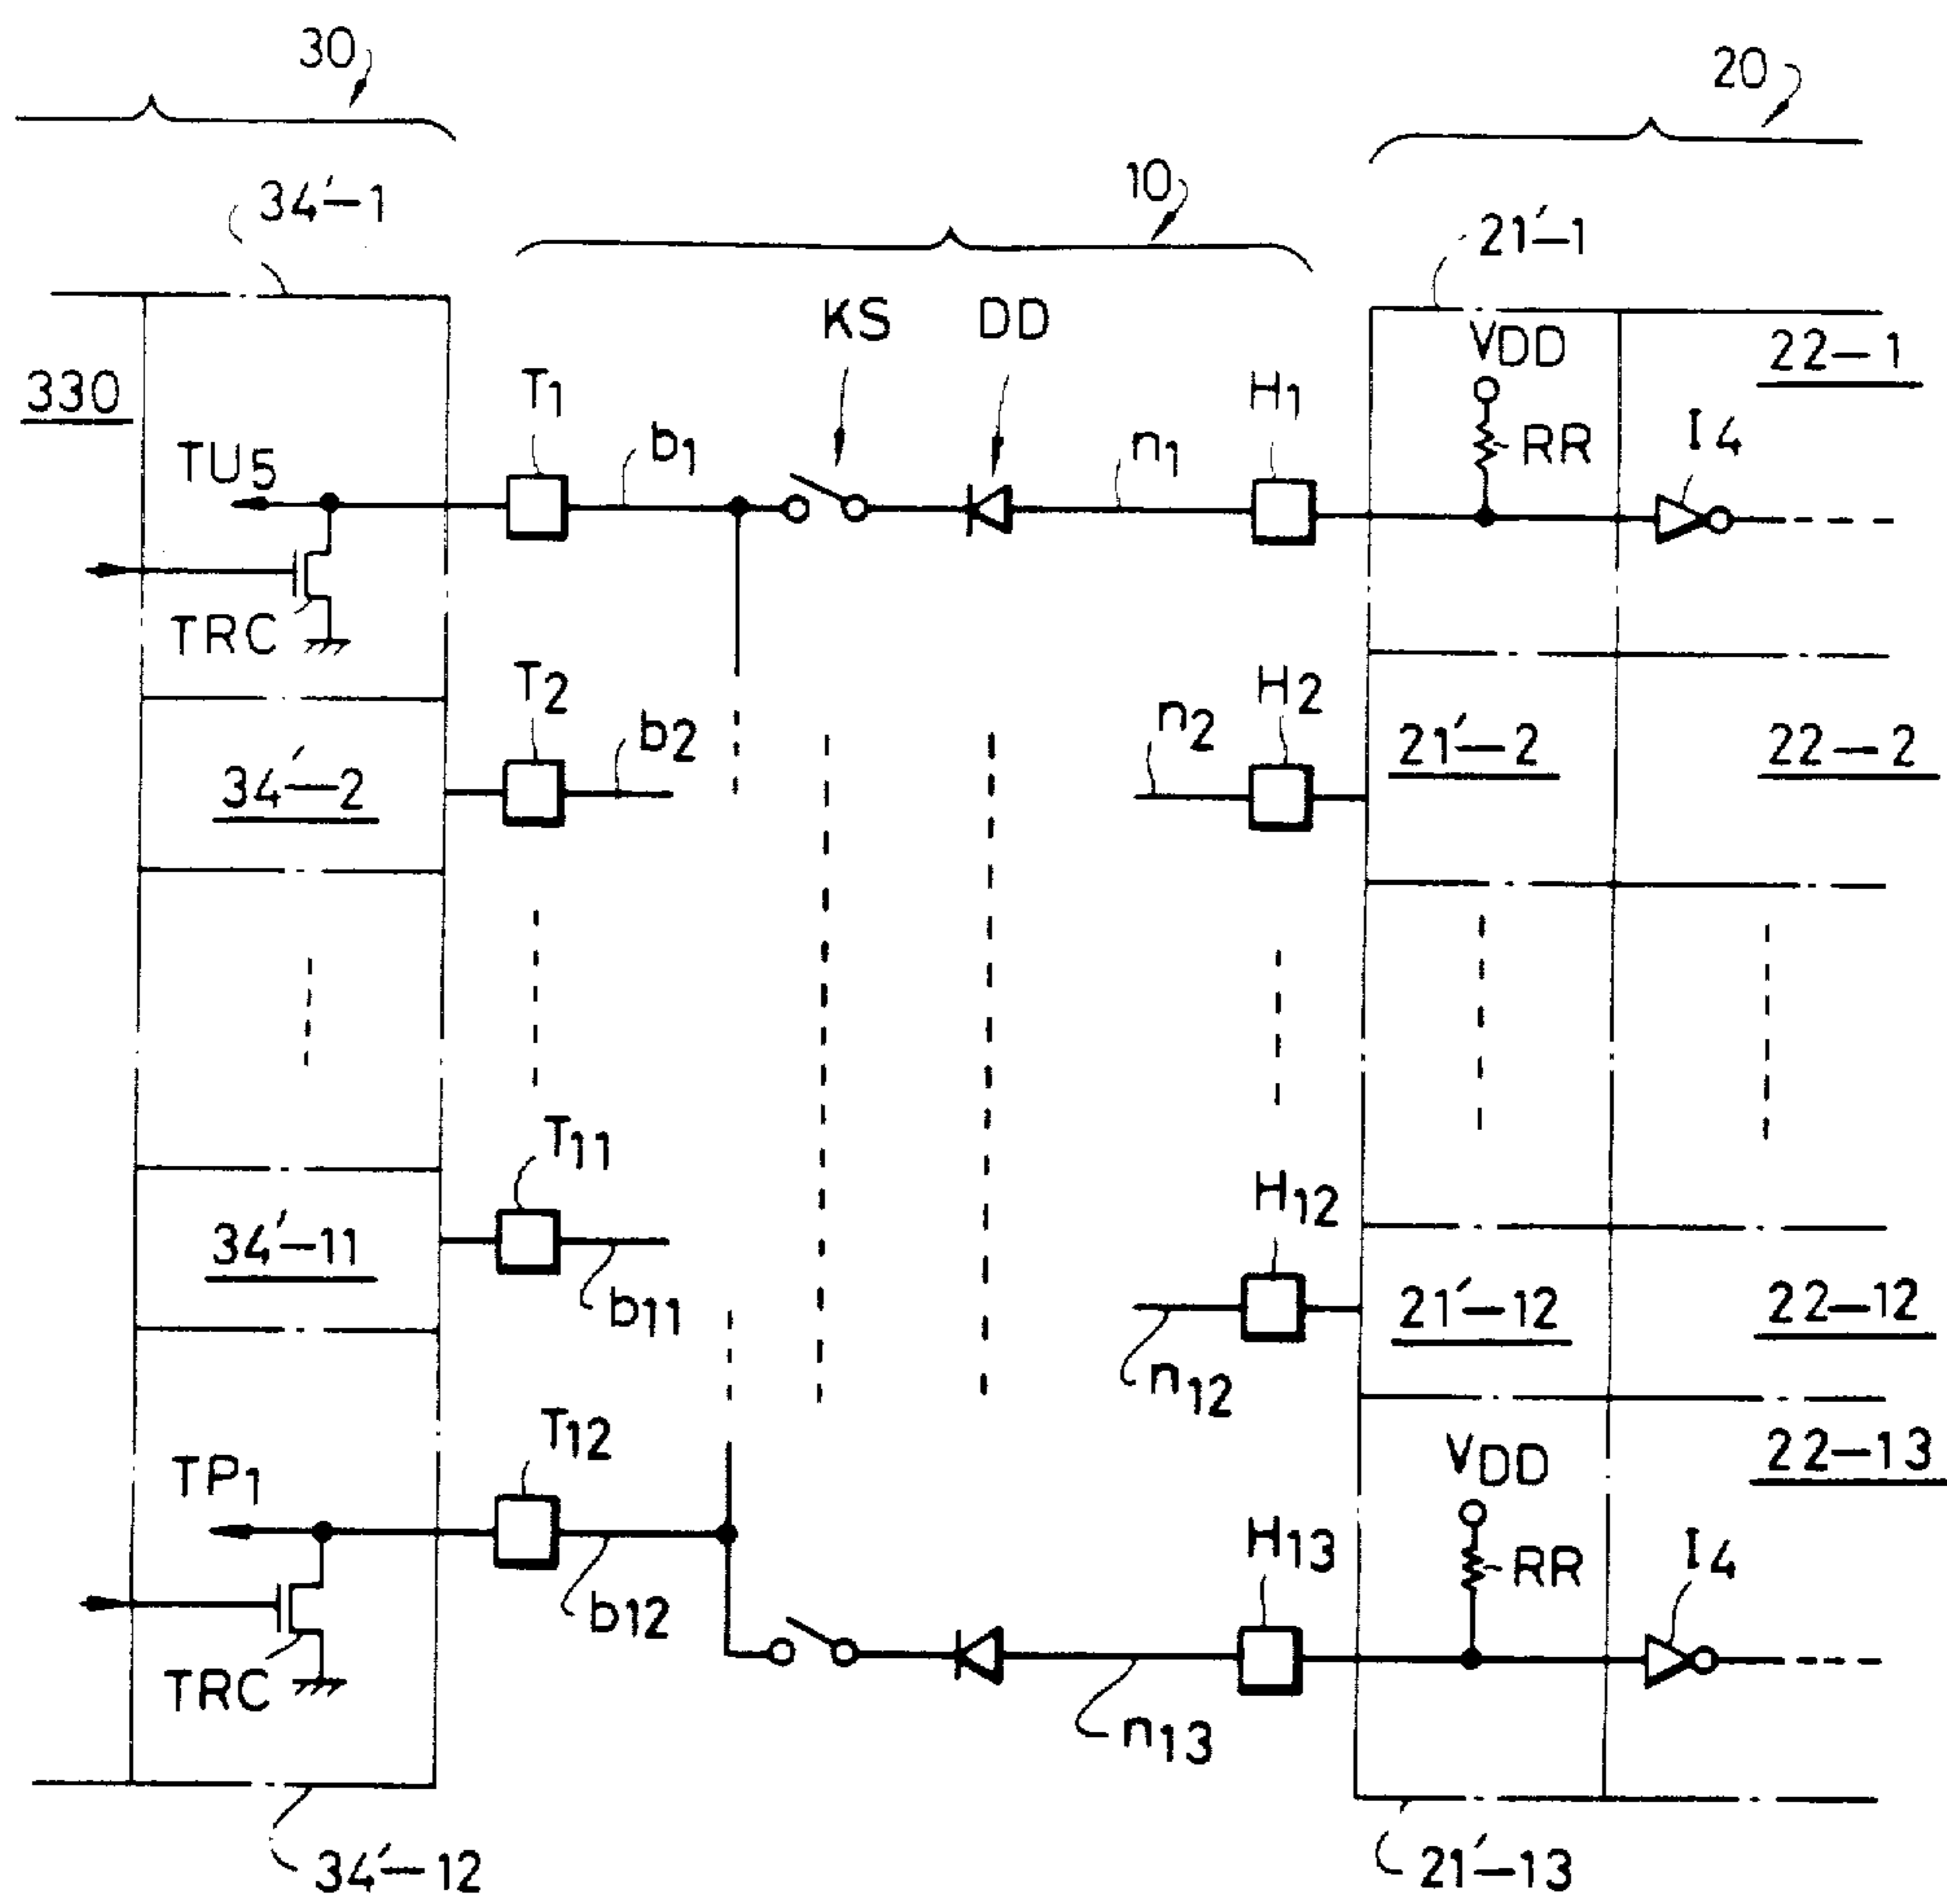 30
20
10
34'-1
21'-1
KS
DD
VDD
22-1
330
T1
H1
I4
b1
n1
RR
TU5
TRC
T2
H2
b2
n2
21'-2
22-2
34'-2
T11
H12
34'-11
b11
21'-12
22-12
n12
T12
VDD
22-13
TP1
H13
I4
RR
b12
TRC
n13
34'-12
21'-13